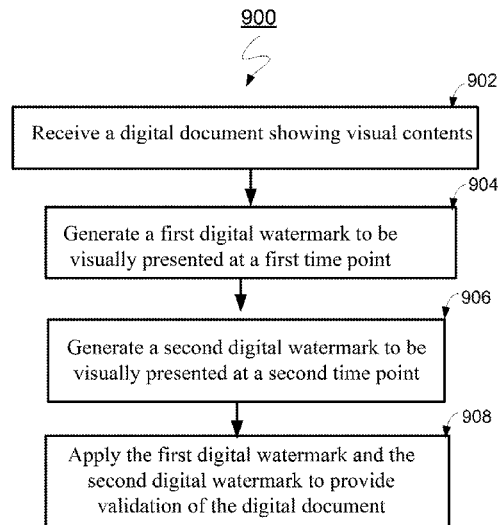 900
902
Receive a digital document showing visual contents
904
Generate a first digital watermark to be
visually presented at a first time point
906
Generate a second digital watermark to be
visually presented at a second time point
908
Apply the first digital watermark and the
second digital watermark to provide
validation of the digital document